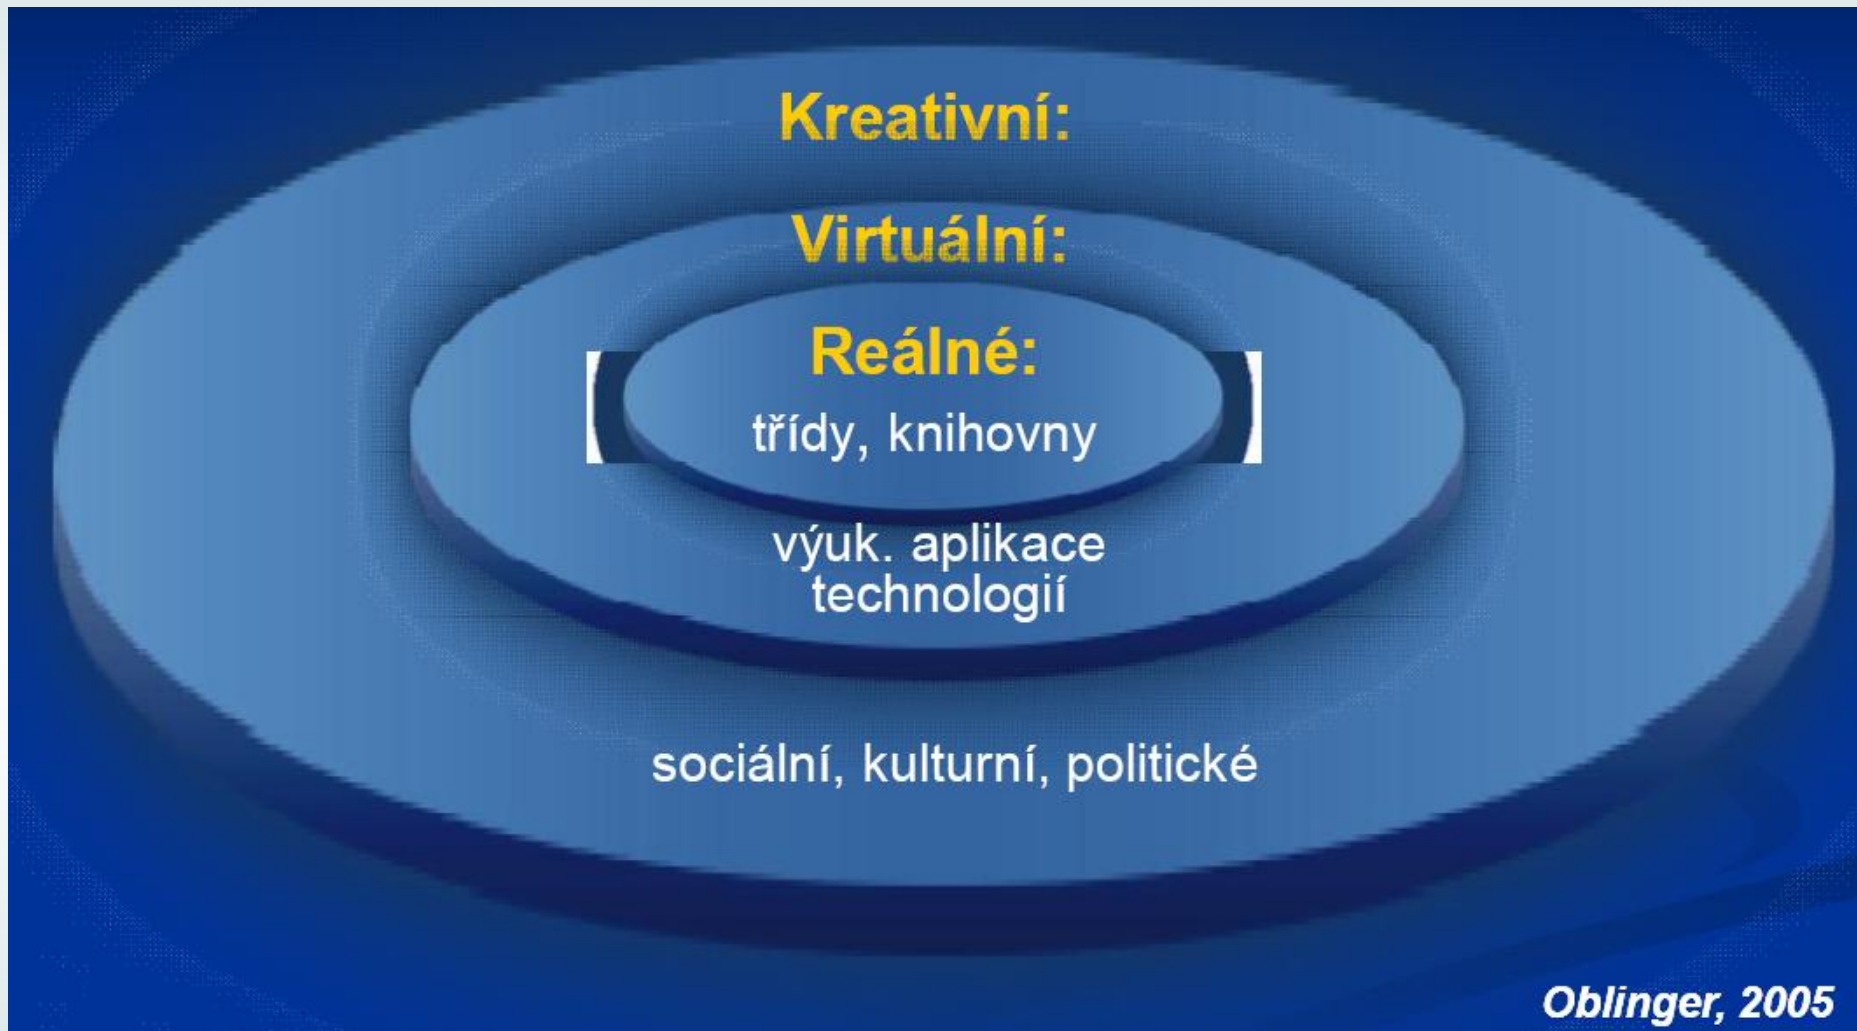 Kreativní:
Virtuální:
Reálné:
třídy, knihovny
výuk. aplikace
technologií
sociální, kulturní, politické
Oblinger, 2005